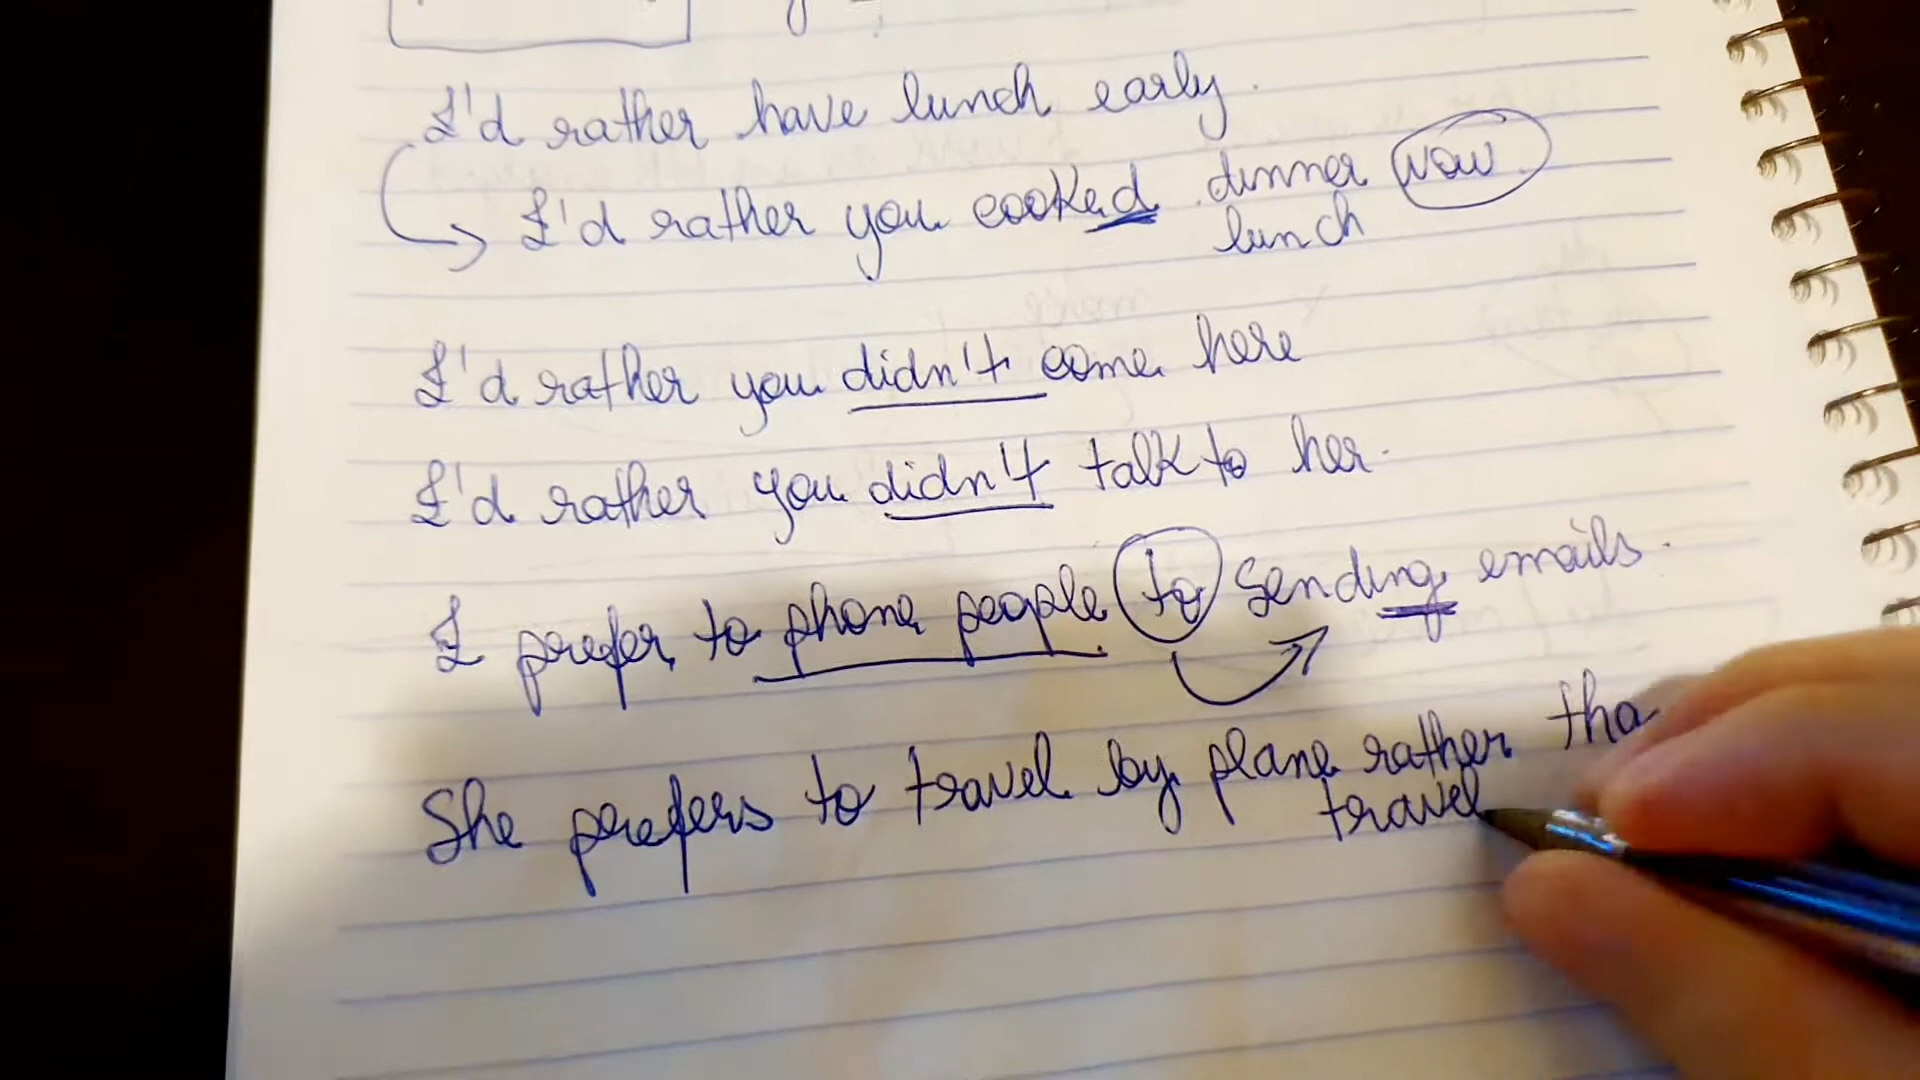 I'd rather have lunch early.
I'd rather you cooked dinner now
lunch
I'd rather you didn't come here
I'd rather you didn't talk to her.
I prefer to phone people to sending emails.
She prefers to travel by plane rather tha
travel